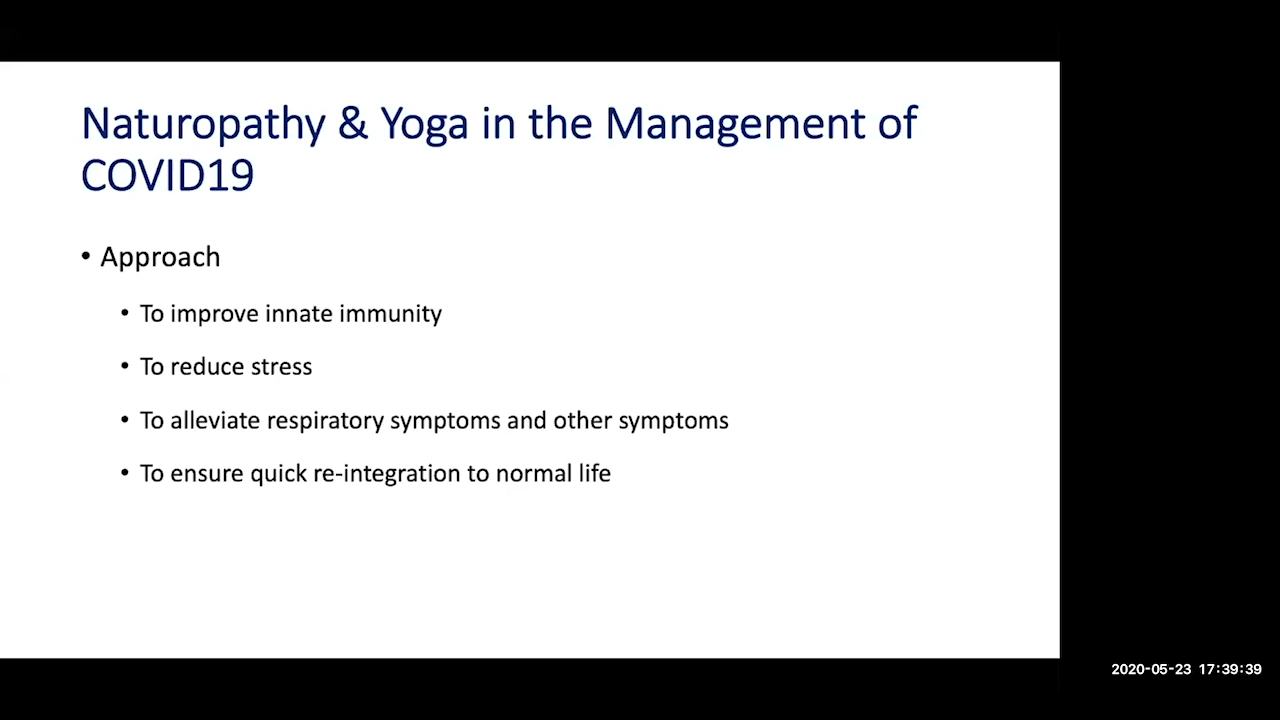 Naturopathy & Yoga in the Management of
COVID19
• Approach
• To improve innate immunity
• To reduce stress
• To alleviate respiratory symptoms and other symptoms
• To ensure quick re-integration to normal life
2020-05-23 17:39:39